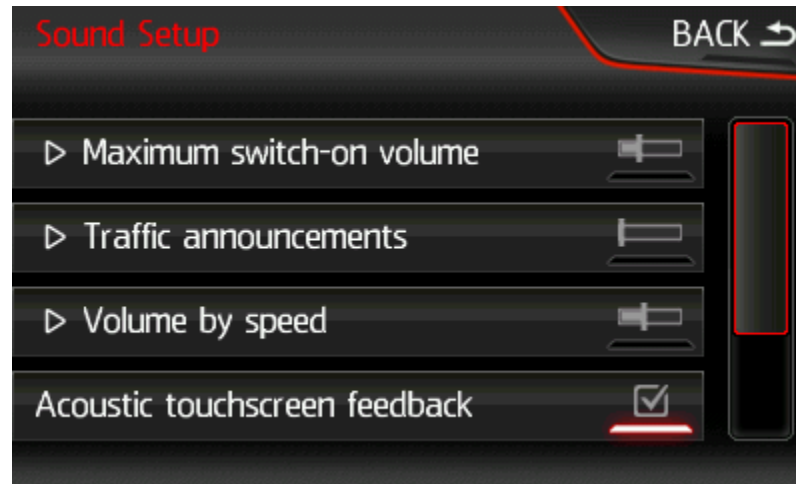 Sound Setup
BACK
Maximum switch-on volume
Traffic announcements
Volume by speed
Acoustic touchscreen feedback